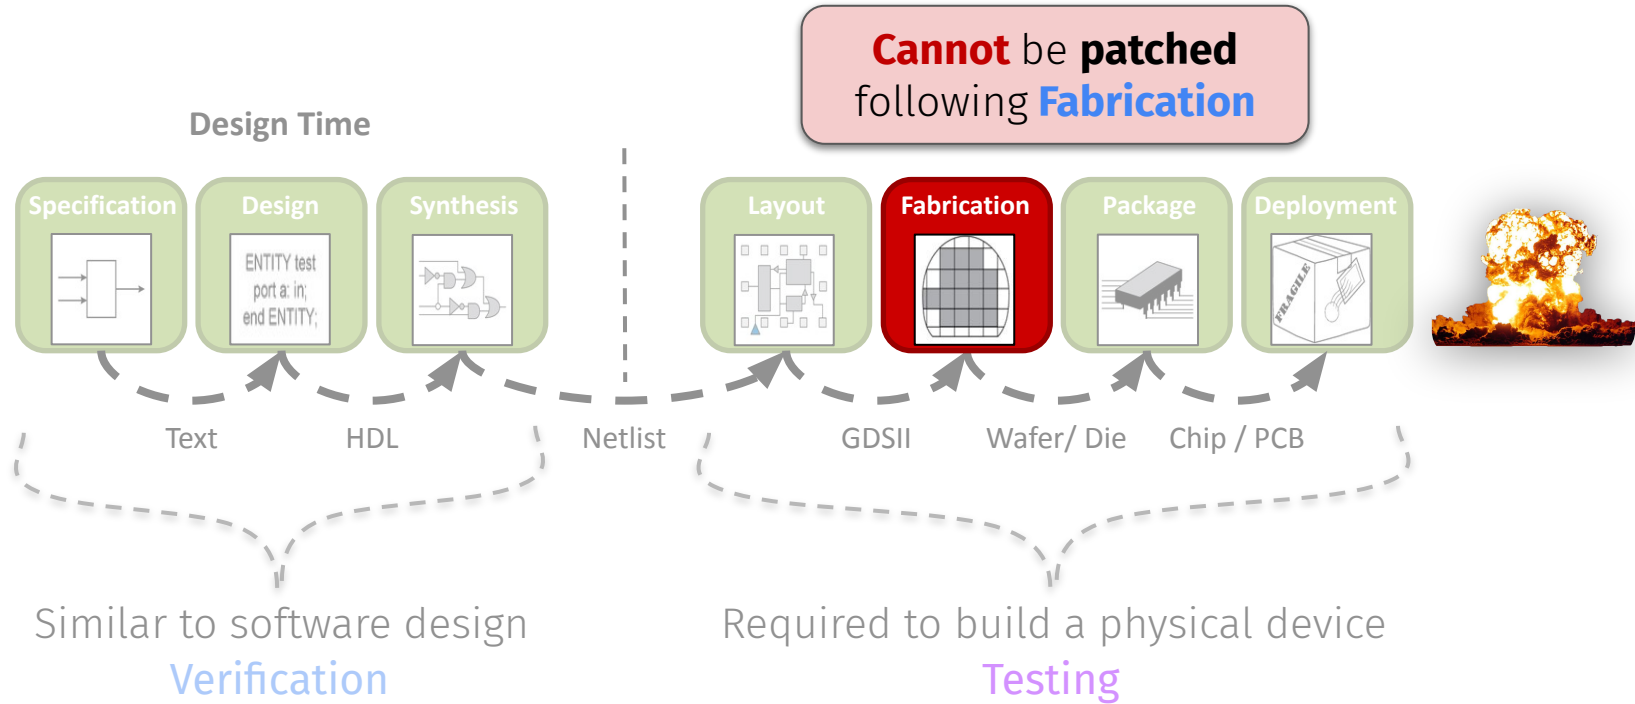 Cannot be patched
following Fabrication
Design Time
Specification
Design
Synthesis
Layout
Fabrication
Package
Deployment
ENTITY test
port a: in;
end ENTITY;
FRAGILE
Text
HDL
Netlist
GDSII
Wafer/ Die
Chip / PCB
Similar to software design
Verification
Required to build a physical device
Testing